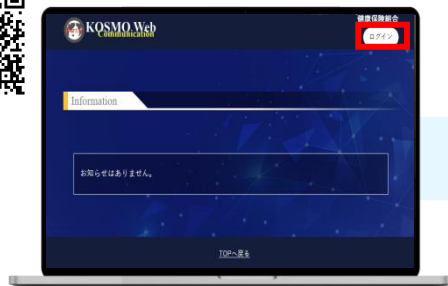 KOSMO Web
Communication
健康保険組合
ログイン
Information
お知らせはありません。
TOPへ戻る